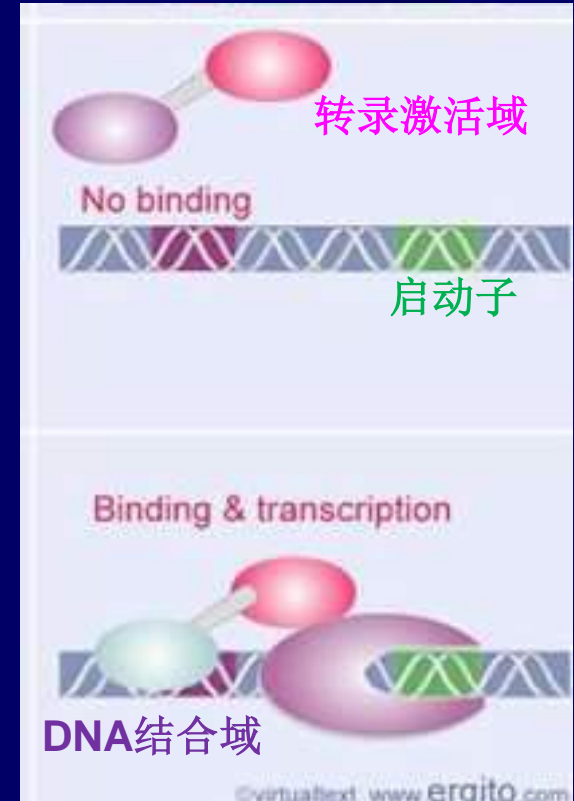 转录激活域
No binding
启动子
Binding & transcription
DNA结合域
©virtualtext www.ergito.com